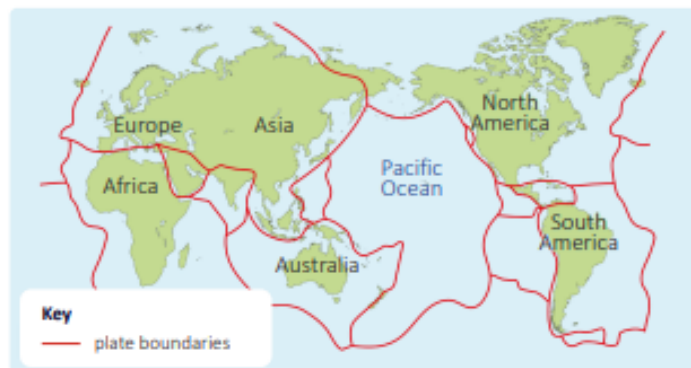 Europe
Asia
North
America
Africa
Pacific
Ocean
South
America
Australia
Key
plate boundaries